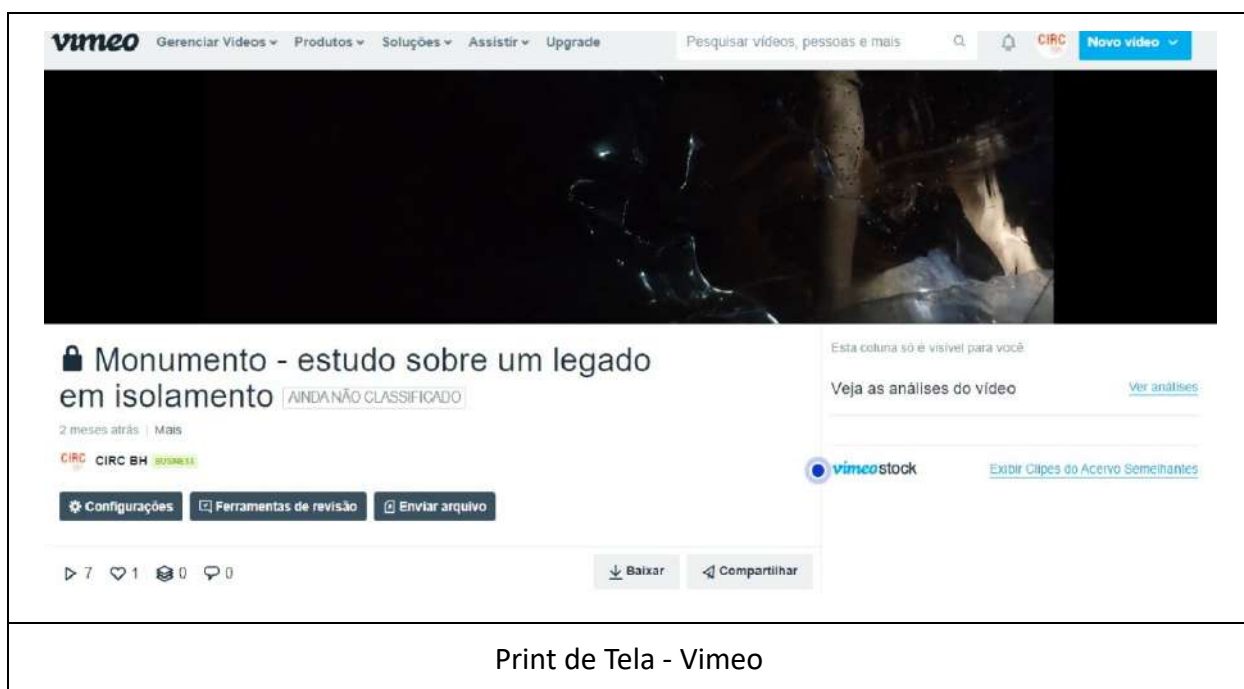 vimeo Gerenciar Vídeos Produtos Soluções Assistir Upgrade Pesquisar vídeos, pessoas e mais CIRC Novo vídeo
Monumento - estudo sobre um legado
em isolamento AINDA NÃO CLASSIFICADO
2 meses atrás | Mais
CIRC CIRC BH BUSINESS
Configurações Ferramentas de revisão Enviar arquivo
7 1 0 0 Baixar Compartilhar
Esta coluna só é visível para você
Veja as análises do vídeo Ver análises
vimeostock Exibir Clipes do Acervo Semelhantes
Print de Tela - Vimeo